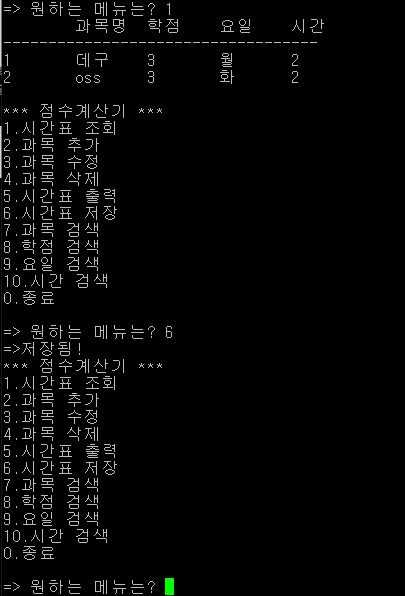 => 원하는 메뉴는? 1
과목명 학점 요일 시간
-----------------------------------
1 데구 3 월 2
2 oss 3 화 2
*** 점수계산기 ***
1.시간표 조회
2.과목 추가
3.과목 수정
4.과목 삭제
5.시간표 출력
6.시간표 저장
7.과목 검색
8.학점 검색
9.요일 검색
10.시간 검색
0.종료
=> 원하는 메뉴는? 6
=>저장됨!
*** 점수계산기 ***
1.시간표 조회
2.과목 추가
3.과목 수정
4.과목 삭제
5.시간표 출력
6.시간표 저장
7.과목 검색
8.학점 검색
9.요일 검색
10.시간 검색
0.종료
=> 원하는 메뉴는?